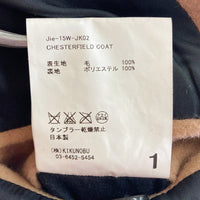 Jie-15W-JK02
CHESTERFIELD COAT
表生地 毛 100%
裏地 ポリエステル 100%
タンブラー乾燥禁止
日本製
(株)KIKUNOBU
03-6452-5454
1